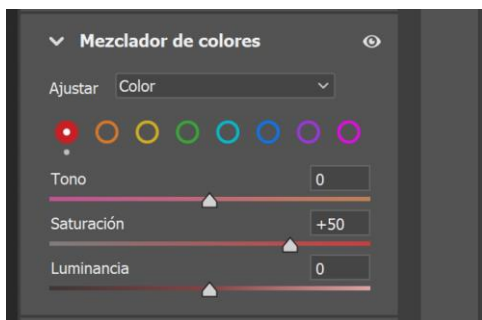 Mezclador de colores
Ajustar Color
Tono 0
Saturación +50
Luminancia 0